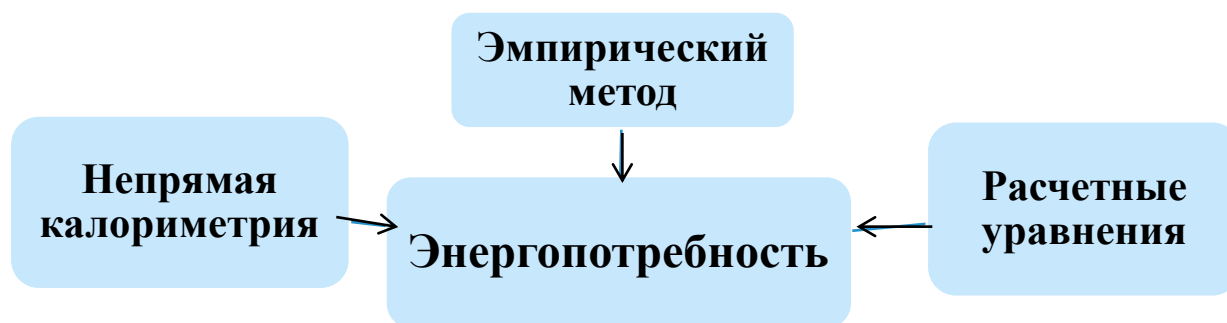 Эмпирический
метод
Непрямая
калориметрия
Энергопотребность
Расчетные
уравнения